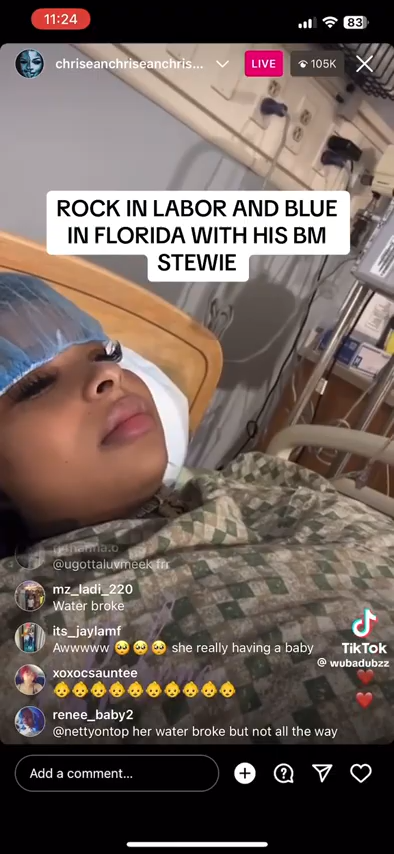 11:24
83
chriseanchriseanchris...
LIVE
105K
ROCK IN LABOR AND BLUE
IN FLORIDA WITH HIS BM
STEWIE
@ugottaluvmeek frr
mz_ladi_220
Water broke
its_jaylamf
Awwwww 🥺🥺🥺 she really having a baby
xoxocsauntee
👶👶👶👶👶👶👶👶👶👶👶
renee_baby2
@nettyontop her water broke but not all the way
TikTok
@wubadubzz
Add a comment...